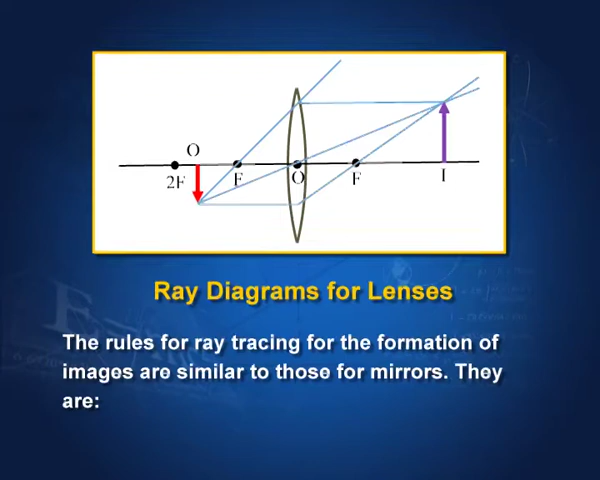 O
2F F O F I
Ray Diagrams for Lenses
The rules for ray tracing for the formation of
images are similar to those for mirrors. They
are: